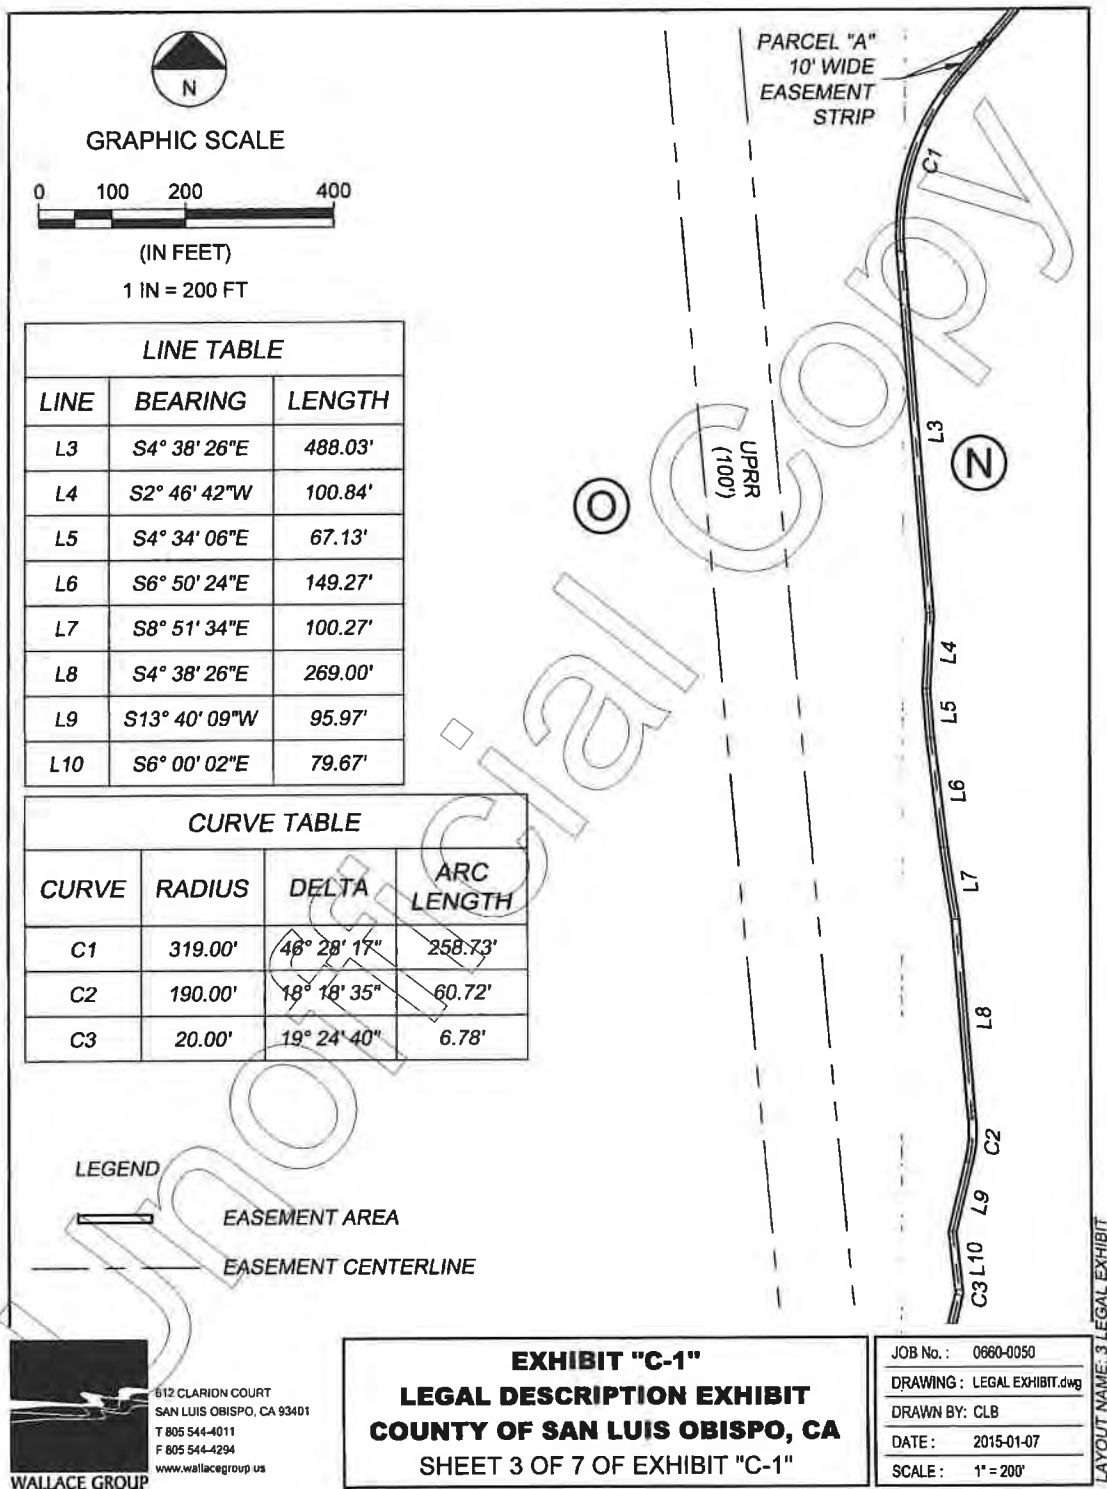 N
GRAPHIC SCALE
0 100 200 400
(IN FEET)
1 IN = 200 FT
PARCEL "A"
10' WIDE
EASEMENT
STRIP
C1
L3
N
O
UPRR
(100')
L4
L5
L6
L7
L8
C2
L9
L10
C3
LINE TABLE
LINE BEARING LENGTH
L3 S4° 38' 26"E 488.03'
L4 S2° 46' 42"W 100.84'
L5 S4° 34' 06"E 67.13'
L6 S6° 50' 24"E 149.27'
L7 S8° 51' 34"E 100.27'
L8 S4° 38' 26"E 269.00'
L9 S13° 40' 09"W 95.97'
L10 S6° 00' 02"E 79.67'
CURVE TABLE
CURVE RADIUS DELTA ARC LENGTH
C1 319.00' 46° 28' 17" 258.73'
C2 190.00' 18° 18' 35" 60.72'
C3 20.00' 19° 24' 40" 6.78'
LEGEND
EASEMENT AREA
EASEMENT CENTERLINE
Unofficial Copy
WALLACE GROUP
612 CLARION COURT
SAN LUIS OBISPO, CA 93401
T 805 544-4011
F 805 544-4294
www.wallacegroup.us
EXHIBIT "C-1"
LEGAL DESCRIPTION EXHIBIT
COUNTY OF SAN LUIS OBISPO, CA
SHEET 3 OF 7 OF EXHIBIT "C-1"
JOB No. : 0660-0050
DRAWING : LEGAL EXHIBIT.dwg
DRAWN BY: CLB
DATE : 2015-01-07
SCALE : 1" = 200'
LAYOUT NAME: 3 LEGAL EXHIBIT